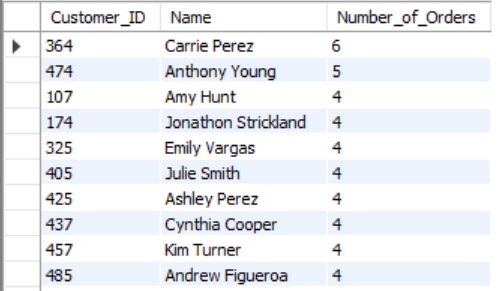 Customer_ID Name Number_of_Orders
364 Carrie Perez 6
474 Anthony Young 5
107 Amy Hunt 4
174 Jonathon Strickland 4
325 Emily Vargas 4
405 Julie Smith 4
425 Ashley Perez 4
437 Cynthia Cooper 4
457 Kim Turner 4
485 Andrew Figueroa 4